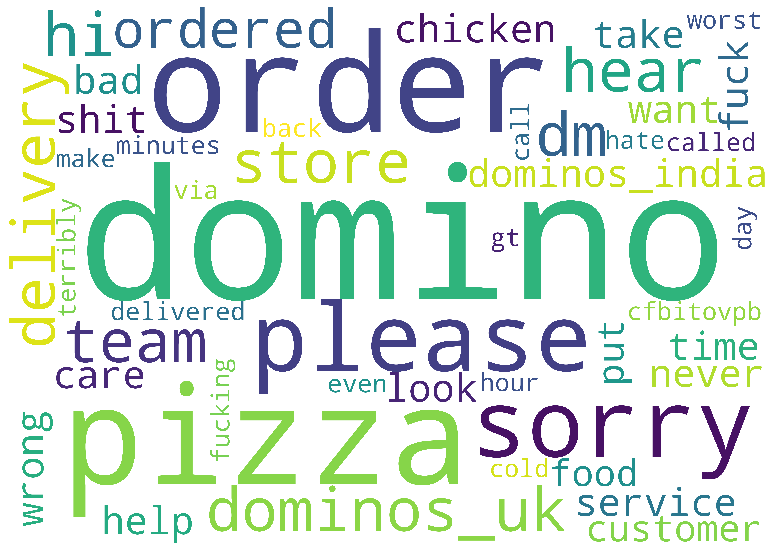 hi
ordered
chicken
take
worst
order
hear
fuck
bad
shit
back
want
delivery
make
minutes
store
call
dm
hate
called
via
dominos_india
domino
terribly
gt
day
delivered
please
cfbitovpb
team
put
time
care
even
look
hour
never
fucking
pizza
sorry
wrong
cold
food
help
dominos_uk
service
customer